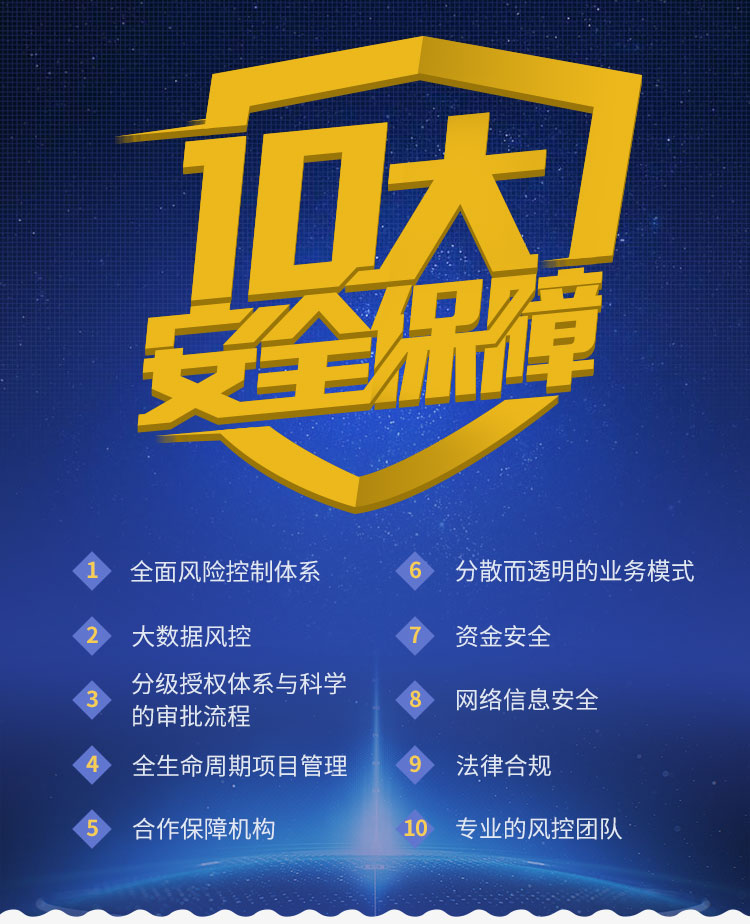 10大
安全保障
1 全面风险控制体系
2 大数据风控
3 分级授权体系与科学
的审批流程
4 全生命周期项目管理
5 合作保障机构
6 分散而透明的业务模式
7 资金安全
8 网络信息安全
9 法律合规
10 专业的风控团队